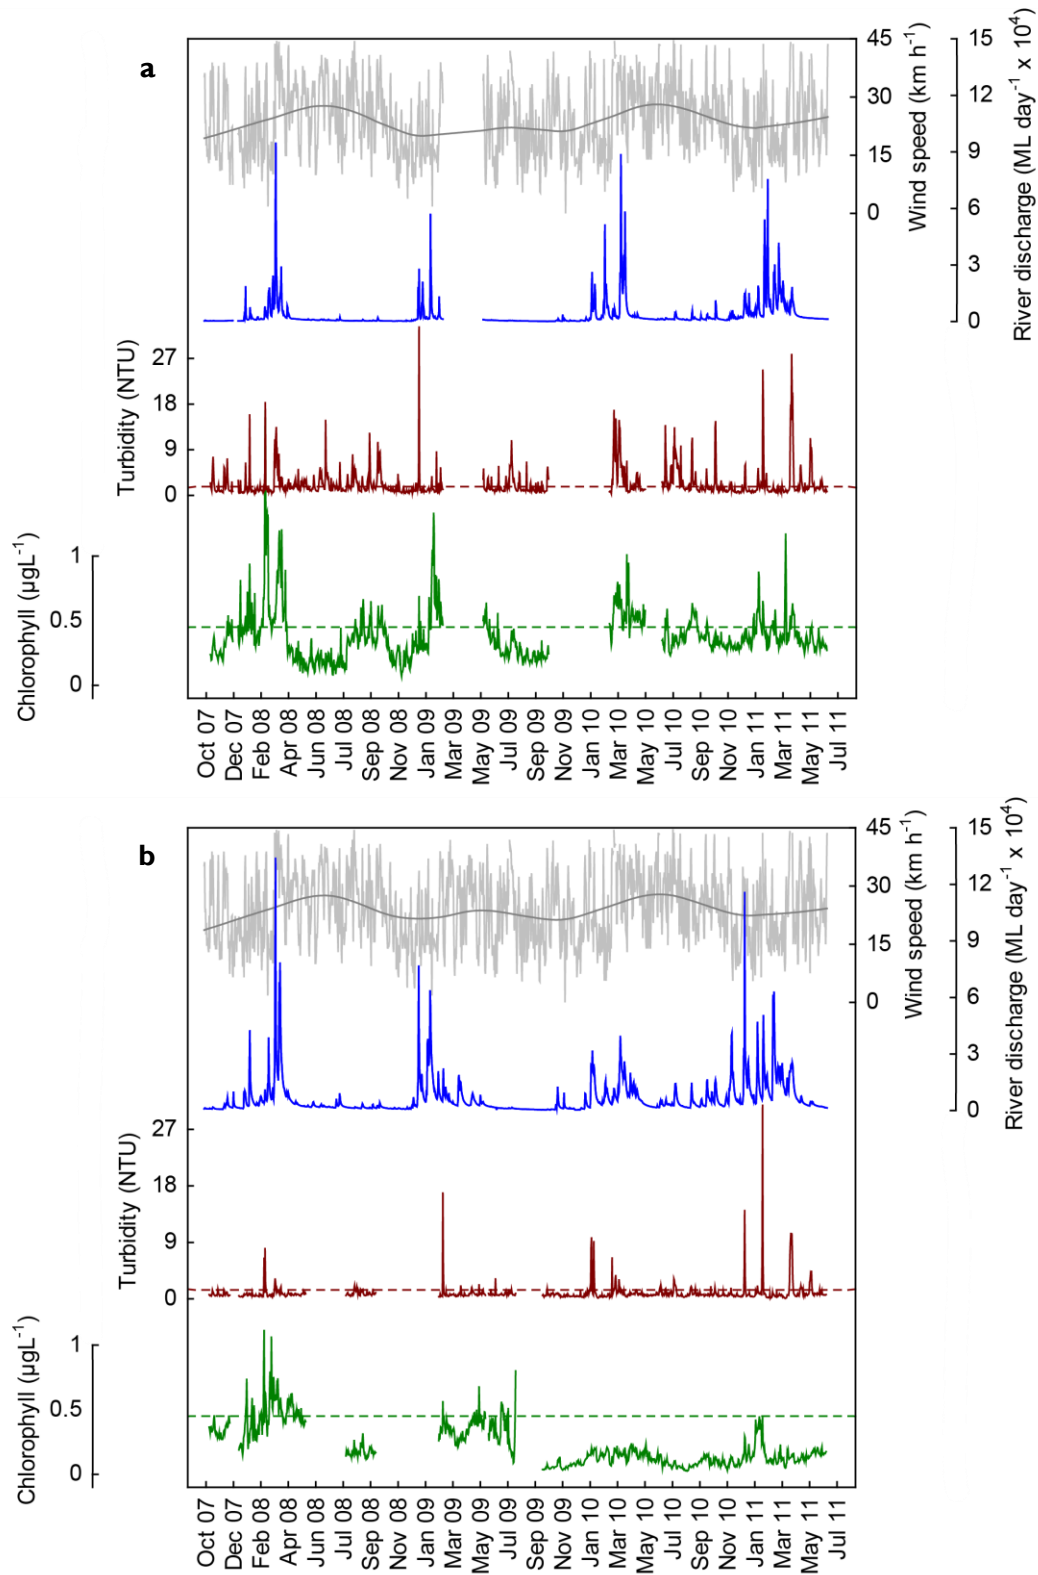 a
45
30
15
0
Wind speed (km h⁻¹)
15
12
9
6
3
0
River discharge (ML day⁻¹ x 10⁴)
27
18
9
0
Turbidity (NTU)
1
0.5
0
Chlorophyll (µgL⁻¹)
Oct 07
Dec 07
Feb 08
Apr 08
Jun 08
Jul 08
Sep 08
Nov 08
Jan 09
Mar 09
May 09
Jul 09
Sep 09
Nov 09
Jan 10
Mar 10
May 10
Jul 10
Sep 10
Nov 10
Jan 11
Mar 11
May 11
Jul 11
b
45
30
15
0
Wind speed (km h⁻¹)
15
12
9
6
3
0
River discharge (ML day⁻¹ x 10⁴)
27
18
9
0
Turbidity (NTU)
1
0.5
0
Chlorophyll (µgL⁻¹)
Oct 07
Dec 07
Feb 08
Apr 08
Jun 08
Jul 08
Sep 08
Nov 08
Jan 09
Mar 09
May 09
Jul 09
Sep 09
Nov 09
Jan 10
Mar 10
May 10
Jul 10
Sep 10
Nov 10
Jan 11
Mar 11
May 11
Jul 11